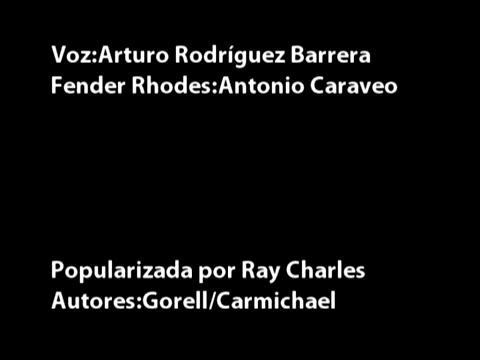 Voz:Arturo Rodríguez Barrera
Fender Rhodes:Antonio Caraveo
Popularizada por Ray Charles
Autores:Gorell/Carmichael